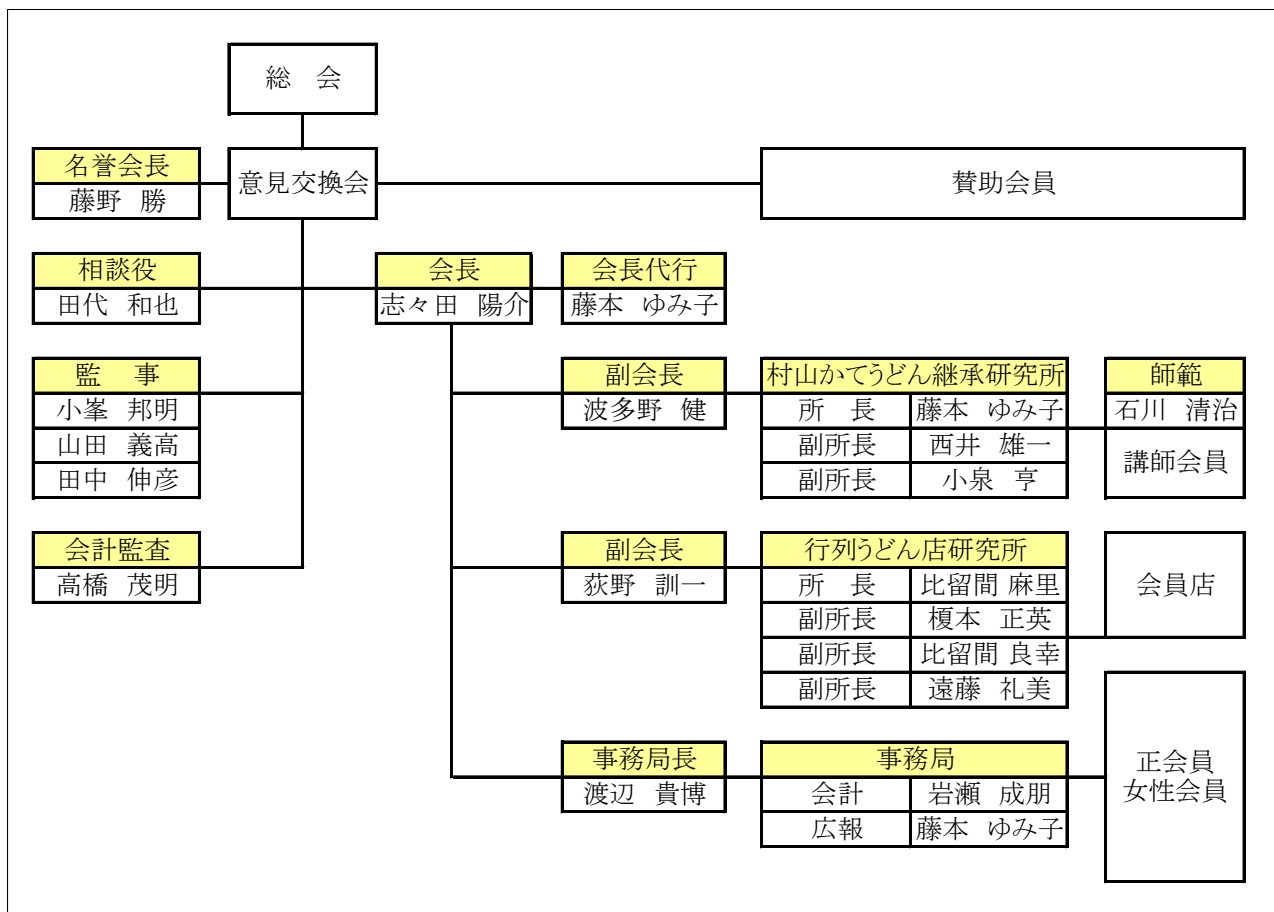 総　会
名誉会長
藤野　勝
意見交換会
賛助会員
相談役
田代　和也
会長
志々田　陽介
会長代行
藤本　ゆみ子
監　事
小峯　邦明
山田　義高
田中　伸彦
副会長
波多野　健
村山かてうどん継承研究所
所　長　藤本　ゆみ子
副所長　西井　雄一
副所長　小泉　亨
師範
石川　清治
講師会員
会計監査
高橋　茂明
副会長
荻野　訓一
行列うどん店研究所
所　長　比留間 麻里
副所長　榎本　正英
副所長　比留間 良幸
副所長　遠藤　礼美
会員店
事務局長
渡辺　貴博
事務局
会計　岩瀬　成朋
広報　藤本　ゆみ子
正会員
女性会員